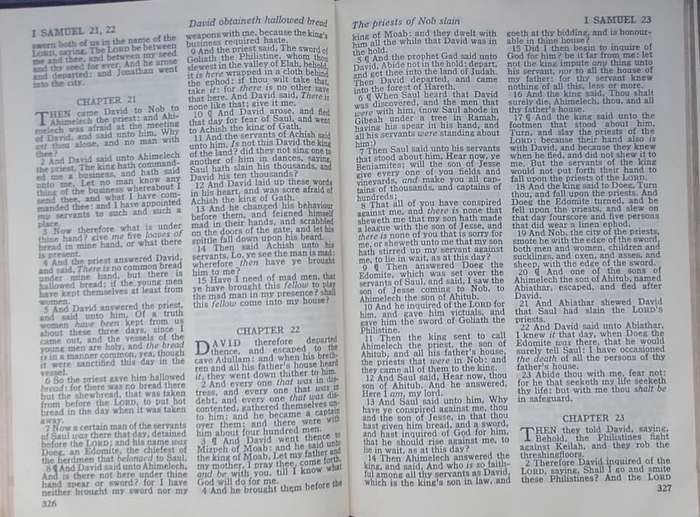 I SAMUEL 21, 22
David obtaineth hallowed bread
sworn both of us in the name of the
LORD, saying, The LORD be between
me and thee, and between my seed
and thy seed for ever. And he arose
and departed: and Jonathan went
into the city.
CHAPTER 21
THEN came David to Nob to
Ahimelech the priest: and Ahi-
melech was afraid at the meeting
of David, and said unto him, Why
art thou alone, and no man with
thee?
2 And David said unto Ahimelech
the priest, The king hath command-
ed me a business, and hath said
unto me, Let no man know any
thing of the business whereabout I
send thee, and what I have com-
manded thee: and I have appointed
my servants to such and such a
place.
3 Now therefore what is under
thine hand? give me five loaves of
bread in mine hand, or what there
is present.
4 And the priest answered David,
and said, There is no common bread
under mine hand, but there is
hallowed bread; if the young men
have kept themselves at least from
women.
5 And David answered the priest,
and said unto him, Of a truth
women have been kept from us
about these three days, since I
came out, and the vessels of the
young men are holy, and the bread
is in a manner common, yea, though
it were sanctified this day in the
vessel.
6 So the priest gave him hallowed
bread: for there was no bread there
but the shewbread, that was taken
from before the LORD, to put hot
bread in the day when it was taken
away.
7 Now a certain man of the servants
of Saul was there that day, detained
before the LORD; and his name was
Doeg, an Edomite, the chiefest of
the herdmen that belonged to Saul.
8 ¶ And David said unto Ahimelech,
And is there not here under thine
hand spear or sword? for I have
neither brought my sword nor my
326
weapons with me, because the king's
business required haste.
9 And the priest said, The sword of
Goliath the Philistine, whom thou
slewest in the valley of Elah, behold,
it is here wrapped in a cloth behind
the ephod: if thou wilt take that,
take it: for there is no other save
that here. And David said, There is
none like that; give it me.
10 ¶ And David arose, and fled
that day for fear of Saul, and went
to Achish the king of Gath.
11 And the servants of Achish said
unto him, Is not this David the king
of the land? did they not sing one to
another of him in dances, saying,
Saul hath slain his thousands, and
David his ten thousands?
12 And David laid up these words
in his heart, and was sore afraid of
Achish the king of Gath.
13 And he changed his behaviour
before them, and feigned himself
mad in their hands, and scrabbled
on the doors of the gate, and let his
spittle fall down upon his beard.
14 Then said Achish unto his
servants, Lo, ye see the man is mad:
wherefore then have ye brought
him to me?
15 Have I need of mad men, that
ye have brought this fellow to play
the mad man in my presence? shall
this fellow come into my house?
CHAPTER 22
DAVID therefore departed
thence, and escaped to the
cave Adullam: and when his breth-
ren and all his father's house heard
it, they went down thither to him.
2 And every one that was in dis-
tress, and every one that was in
debt, and every one that was dis-
contented, gathered themselves un-
to him; and he became a captain
over them: and there were with
him about four hundred men.
3 ¶ And David went thence to
Mizpeh of Moab: and he said unto
the king of Moab, Let my father and
my mother, I pray thee, come forth,
and be with you, till I know what
God will do for me.
4 And he brought them before the
The priests of Nob slain
I SAMUEL 23
king of Moab: and they dwelt with
him all the while that David was in
the hold.
5 ¶ And the prophet Gad said unto
David, Abide not in the hold; depart,
and get thee into the land of Judah.
Then David departed, and came
into the forest of Hareth.
6 ¶ When Saul heard that David
was discovered, and the men that
were with him, (now Saul abode in
Gibeah under a tree in Ramah,
having his spear in his hand, and
all his servants were standing about
him;)
7 Then Saul said unto his servants
that stood about him, Hear now, ye
Benjamites; will the son of Jesse
give every one of you fields and
vineyards, and make you all cap-
tains of thousands, and captains of
hundreds;
8 That all of you have conspired
against me, and there is none that
sheweth me that my son hath made
a league with the son of Jesse, and
there is none of you that is sorry for
me, or sheweth unto me that my son
hath stirred up my servant against
me, to lie in wait, as at this day?
9 ¶ Then answered Doeg the
Edomite, which was set over the
servants of Saul, and said, I saw the
son of Jesse coming to Nob, to
Ahimelech the son of Ahitub.
10 And he inquired of the LORD for
him, and gave him victuals, and
gave him the sword of Goliath the
Philistine.
11 Then the king sent to call
Ahimelech the priest, the son of
Ahitub, and all his father's house,
the priests that were in Nob: and
they came all of them to the king.
12 And Saul said, Hear now, thou
son of Ahitub. And he answered,
Here I am, my lord.
13 And Saul said unto him, Why
have ye conspired against me, thou
and the son of Jesse, in that thou
hast given him bread, and a sword,
and hast inquired of God for him,
that he should rise against me, to
lie in wait, as at this day?
14 Then Ahimelech answered the
king, and said, And who is so faith-
ful among all thy servants as David,
which is the king's son in law, and
goeth at thy bidding, and is honour-
able in thine house?
15 Did I then begin to inquire of
God for him? be it far from me: let
not the king impute any thing unto
his servant, nor to all the house of
my father: for thy servant knew
nothing of all this, less or more.
16 And the king said, Thou shalt
surely die, Ahimelech, thou, and all
thy father's house.
17 ¶ And the king said unto the
footmen that stood about him,
Turn, and slay the priests of the
LORD; because their hand also is
with David, and because they knew
when he fled, and did not shew it to
me. But the servants of the king
would not put forth their hand to
fall upon the priests of the LORD.
18 And the king said to Doeg, Turn
thou, and fall upon the priests. And
Doeg the Edomite turned, and he
fell upon the priests, and slew on
that day fourscore and five persons
that did wear a linen ephod.
19 And Nob, the city of the priests,
smote he with the edge of the sword,
both men and women, children and
sucklings, and oxen, and asses, and
sheep, with the edge of the sword.
20 ¶ And one of the sons of
Ahimelech the son of Ahitub, named
Abiathar, escaped, and fled after
David.
21 And Abiathar shewed David
that Saul had slain the LORD'S
priests.
22 And David said unto Abiathar,
I knew it that day, when Doeg the
Edomite was there, that he would
surely tell Saul: I have occasioned
the death of all the persons of thy
father's house.
23 Abide thou with me, fear not:
for he that seeketh my life seeketh
thy life: but with me thou shalt be
in safeguard.
CHAPTER 23
THEN they told David, saying,
Behold, the Philistines fight
against Keilah, and they rob the
threshingfloors.
2 Therefore David inquired of the
LORD, saying, Shall I go and smite
these Philistines? And the LORD
327